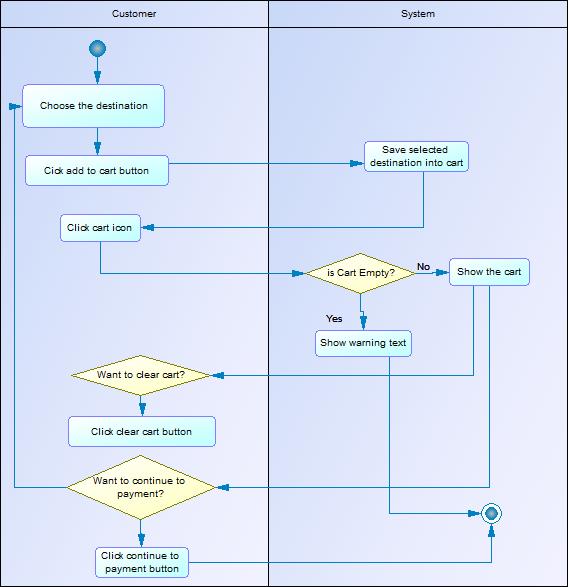 Customer
System
Choose the destination
Cick add to cart button
Save selected
destination into cart
Click cart icon
is Cart Empty?
No
Show the cart
Yes
Show warning text
Want to clear cart?
Click clear cart button
Want to continue to
payment?
Click continue to
payment button